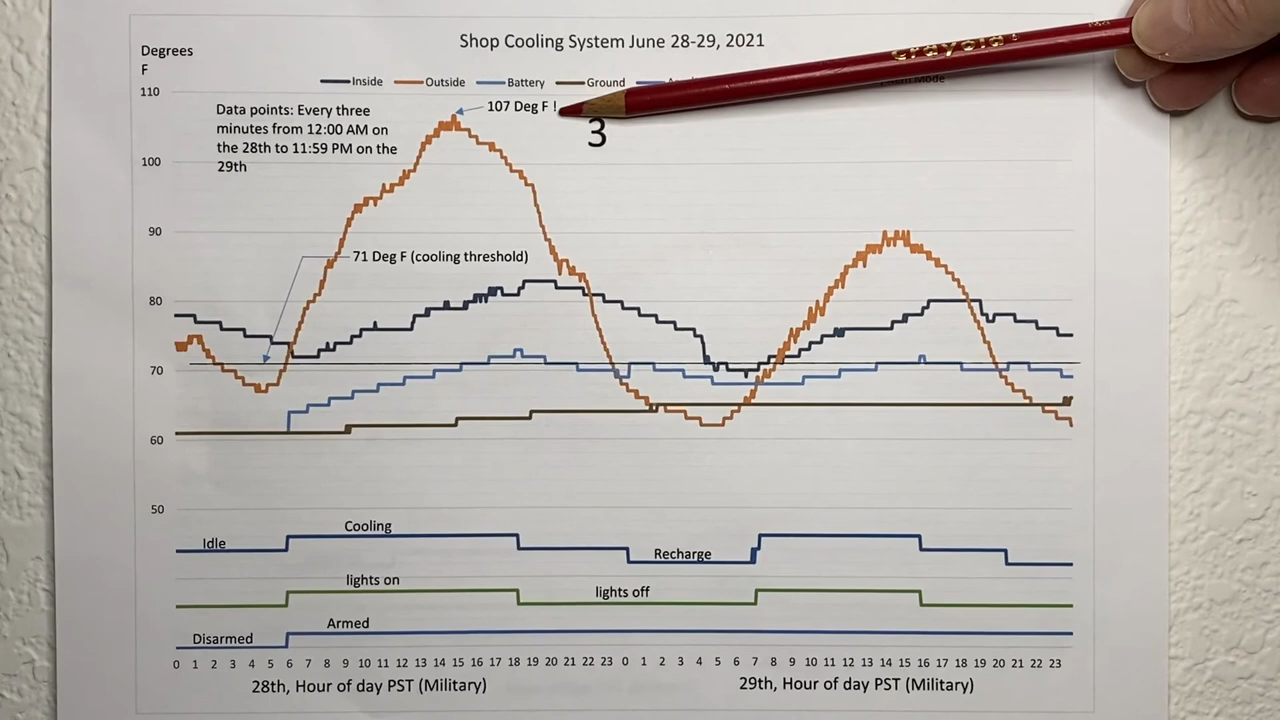 Shop Cooling System June 28-29, 2021
Degrees
F
Inside Outside Battery Ground
Crayola
Mode
110
107 Deg F !
3
Data points: Every three
minutes from 12:00 AM on
the 28th to 11:59 PM on the
29th
100
90
71 Deg F (cooling threshold)
80
70
60
50
Cooling
Idle
Recharge
lights on
lights off
Armed
Disarmed
0 1 2 3 4 5 6 7 8 9 10 11 12 13 14 15 16 17 18 19 20 21 22 23 0 1 2 3 4 5 6 7 8 9 10 11 12 13 14 15 16 17 18 19 20 21 22 23
28th, Hour of day PST (Military) 29th, Hour of day PST (Military)